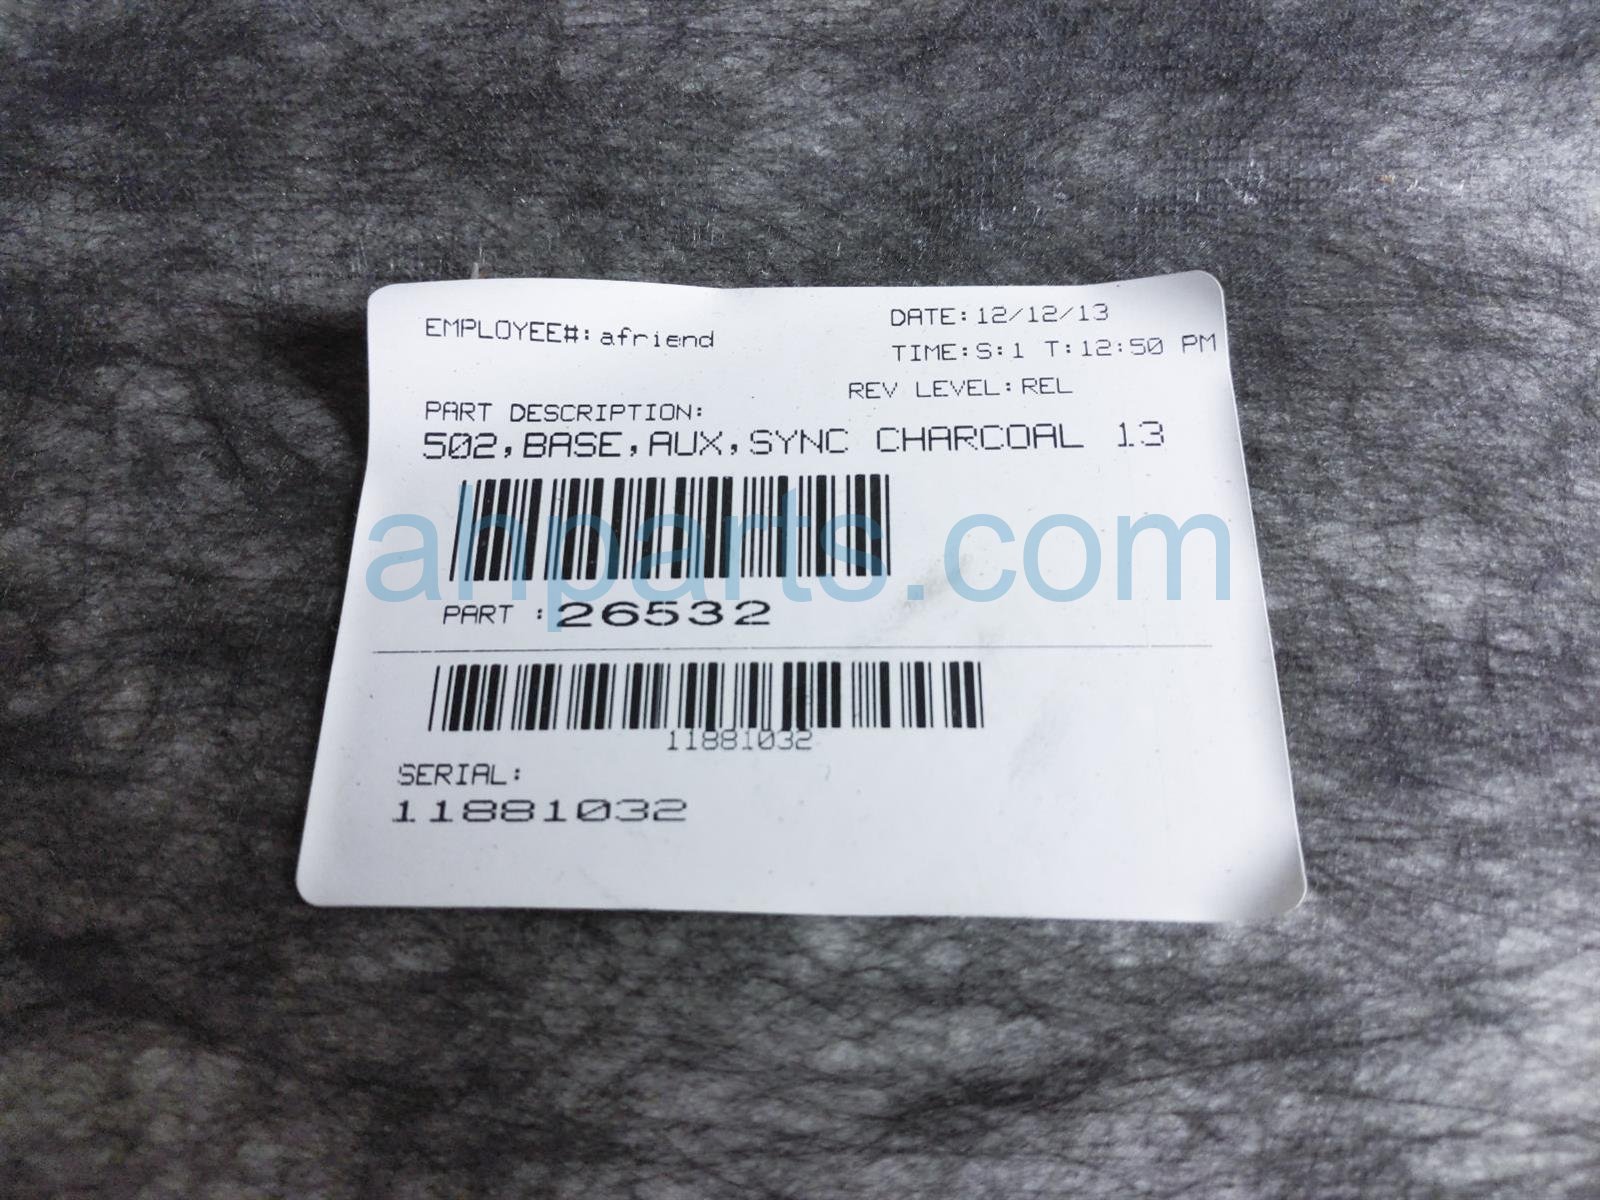 EMPLOYEE#: afriend
DATE: 12/12/13
TIME: S:1 T:12:50 PM
REV LEVEL: REL
PART DESCRIPTION:
502,BASE,AUX,SYNC CHARCOAL 13
ahparts.com
PART : 26532
11881032
SERIAL:
11881032